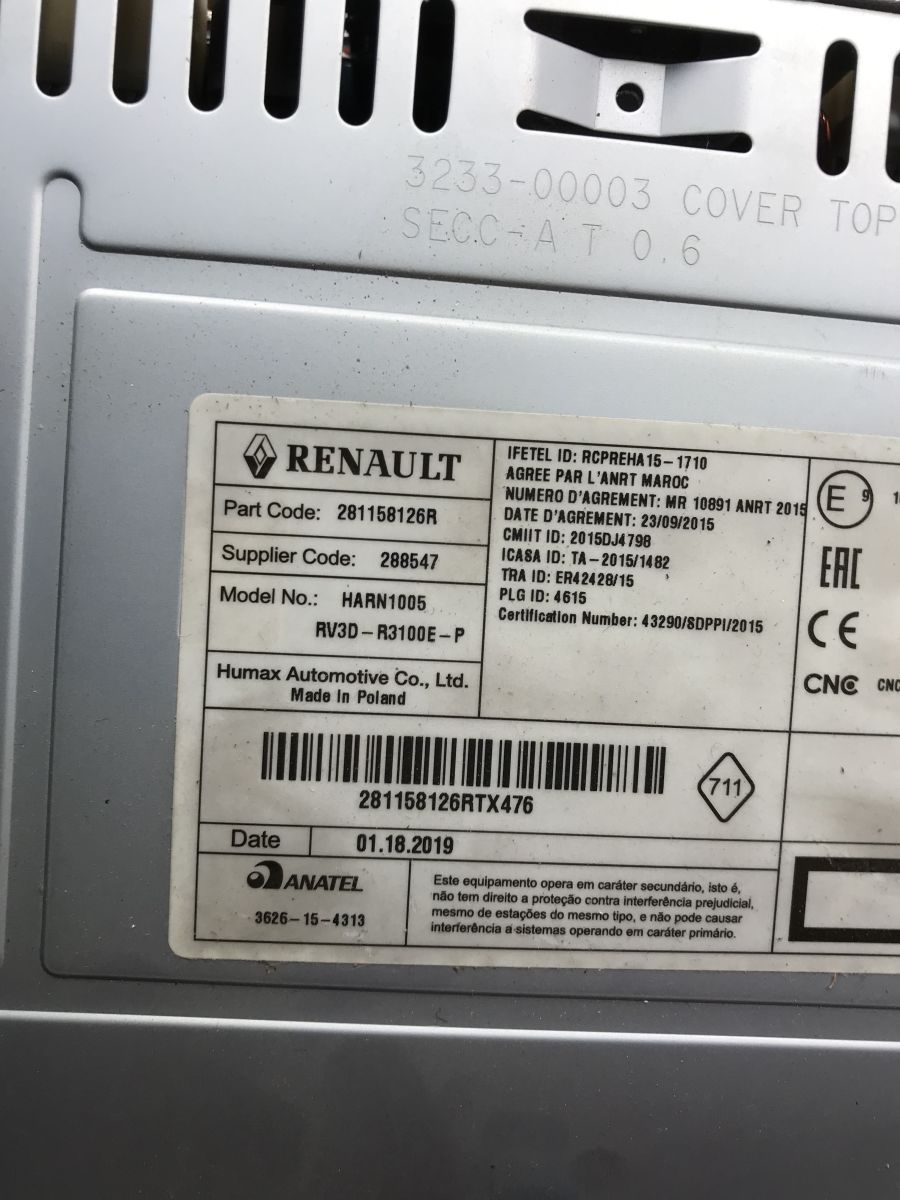 3233-00003 COVER TOP
SECC-A T 0.6
RENAULT
Part Code: 281158126R
Supplier Code: 288547
Model No.: HARN1005
RV3D-R3100E-P
Humax Automotive Co., Ltd.
Made In Poland
IFETEL ID: RCPREHA15-1710
AGREE PAR L'ANRT MAROC
NUMERO D'AGREMENT: MR 10891 ANRT 2015
DATE D'AGREMENT: 23/09/2015
CMIIT ID: 2015DJ4798
ICASA ID: TA-2015/1482
TRA ID: ER42428/15
PLG ID: 4615
Certification Number: 43290/SDPPI/2015
E 9
EAC
CE
CNC CNC
281158126RTX476
711
Date 01.18.2019
ANATEL
3626-15-4313
Este equipamento opera em caráter secundário, isto é,
não tem direito a proteção contra interferência prejudicial,
mesmo de estações do mesmo tipo, e não pode causar
interferência a sistemas operando em caráter primário.